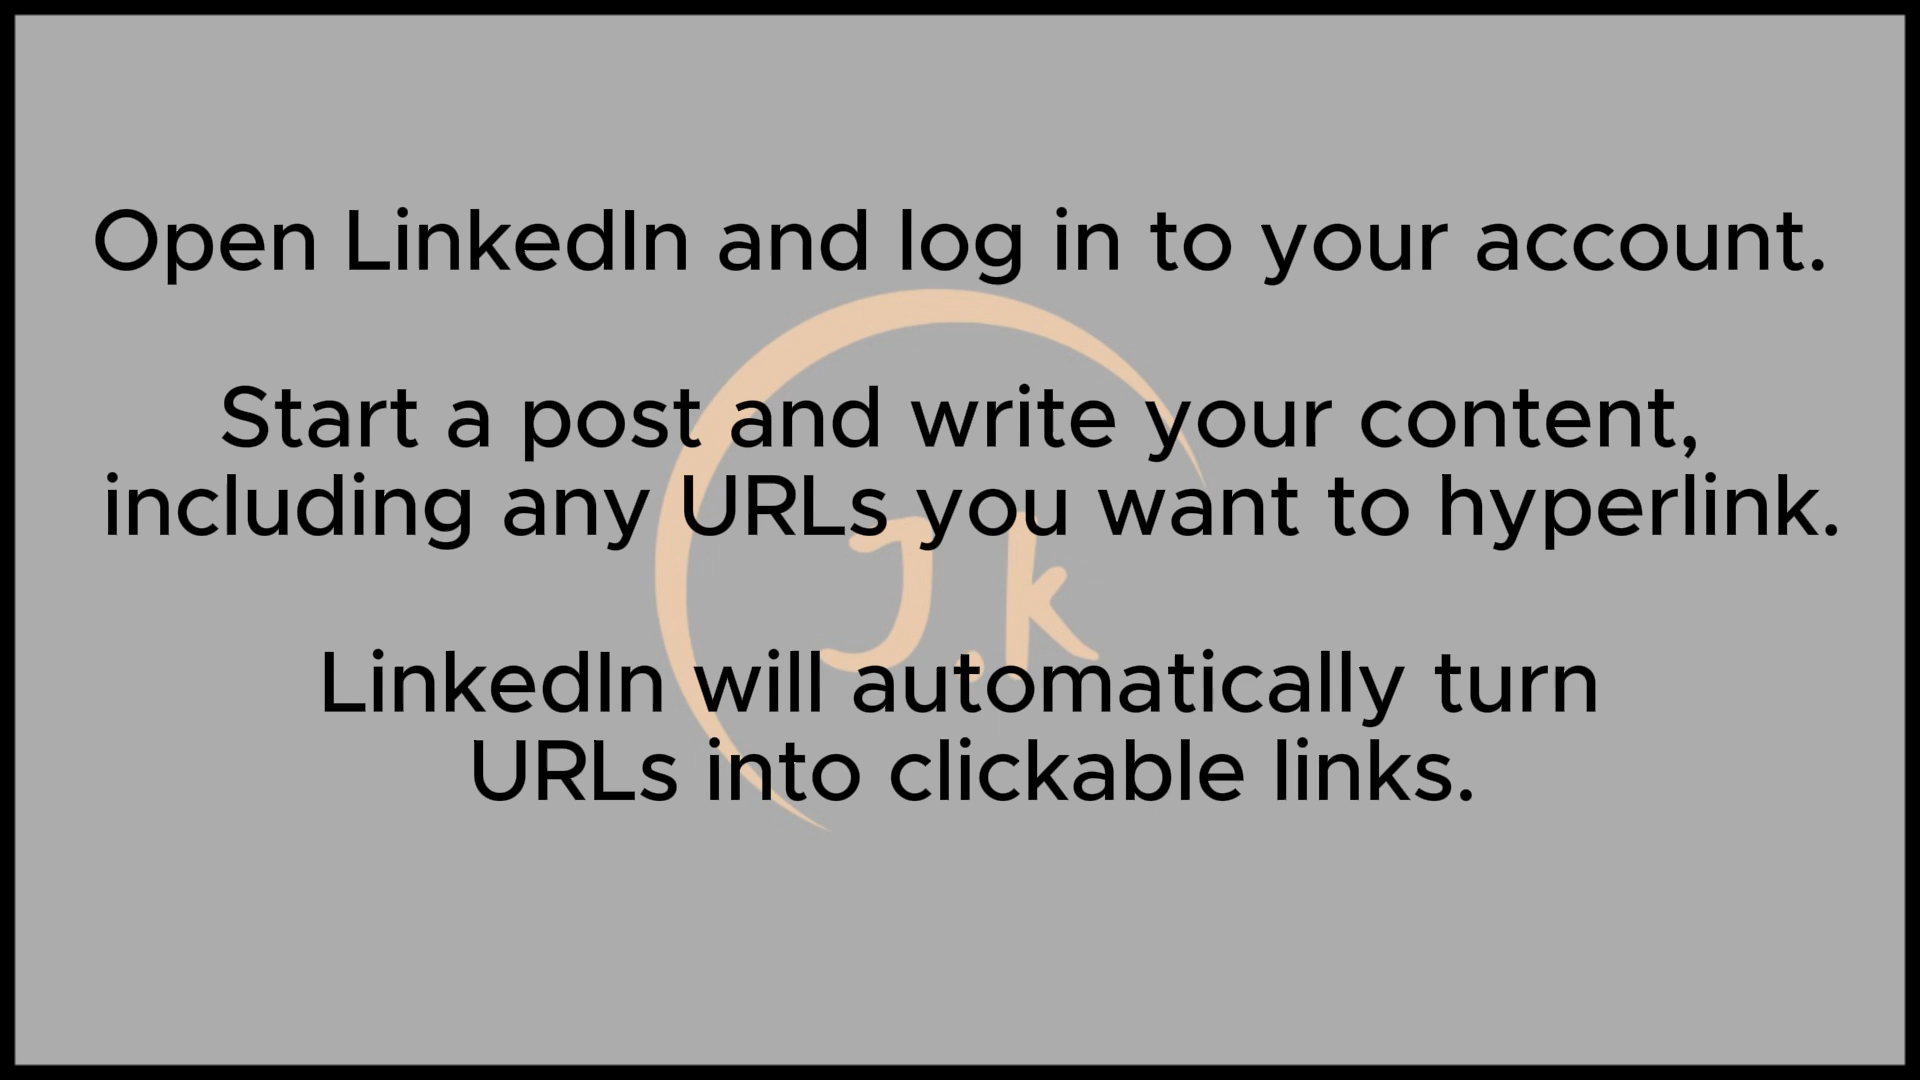 Open LinkedIn and log in to your account.
Start a post and write your content,
including any URLs you want to hyperlink.
J.k
LinkedIn will automatically turn
URLs into clickable links.